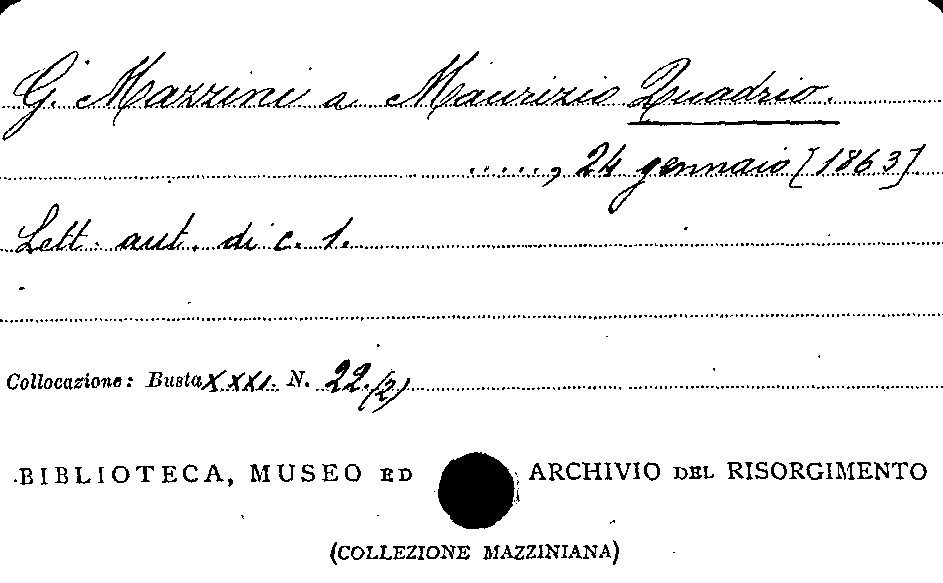 G. Mazzini a Maurizio Quadrio.
....., 24 gennaio [1863].
Lett. aut. di c. 1.
Collocazione: Busta XXXI. N. 22.(2)
BIBLIOTECA, MUSEO ED ARCHIVIO DEL RISORGIMENTO
(COLLEZIONE MAZZINIANA)